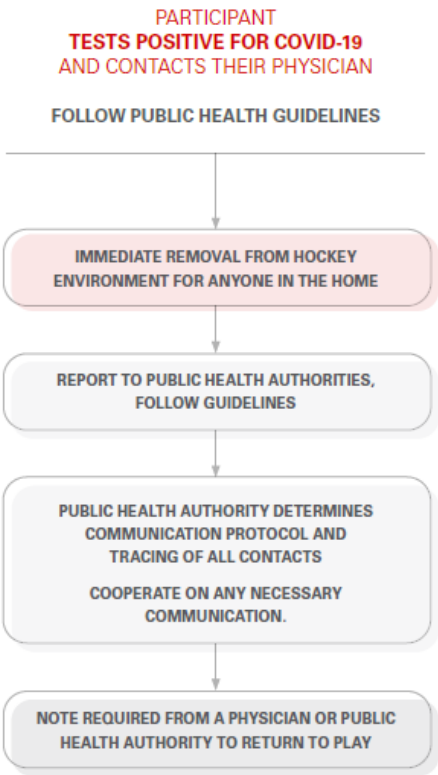 PARTICIPANT
TESTS POSITIVE FOR COVID-19
AND CONTACTS THEIR PHYSICIAN
FOLLOW PUBLIC HEALTH GUIDELINES
IMMEDIATE REMOVAL FROM HOCKEY
ENVIRONMENT FOR ANYONE IN THE HOME
REPORT TO PUBLIC HEALTH AUTHORITIES,
FOLLOW GUIDELINES
PUBLIC HEALTH AUTHORITY DETERMINES
COMMUNICATION PROTOCOL AND
TRACING OF ALL CONTACTS
COOPERATE ON ANY NECESSARY
COMMUNICATION.
NOTE REQUIRED FROM A PHYSICIAN OR PUBLIC
HEALTH AUTHORITY TO RETURN TO PLAY